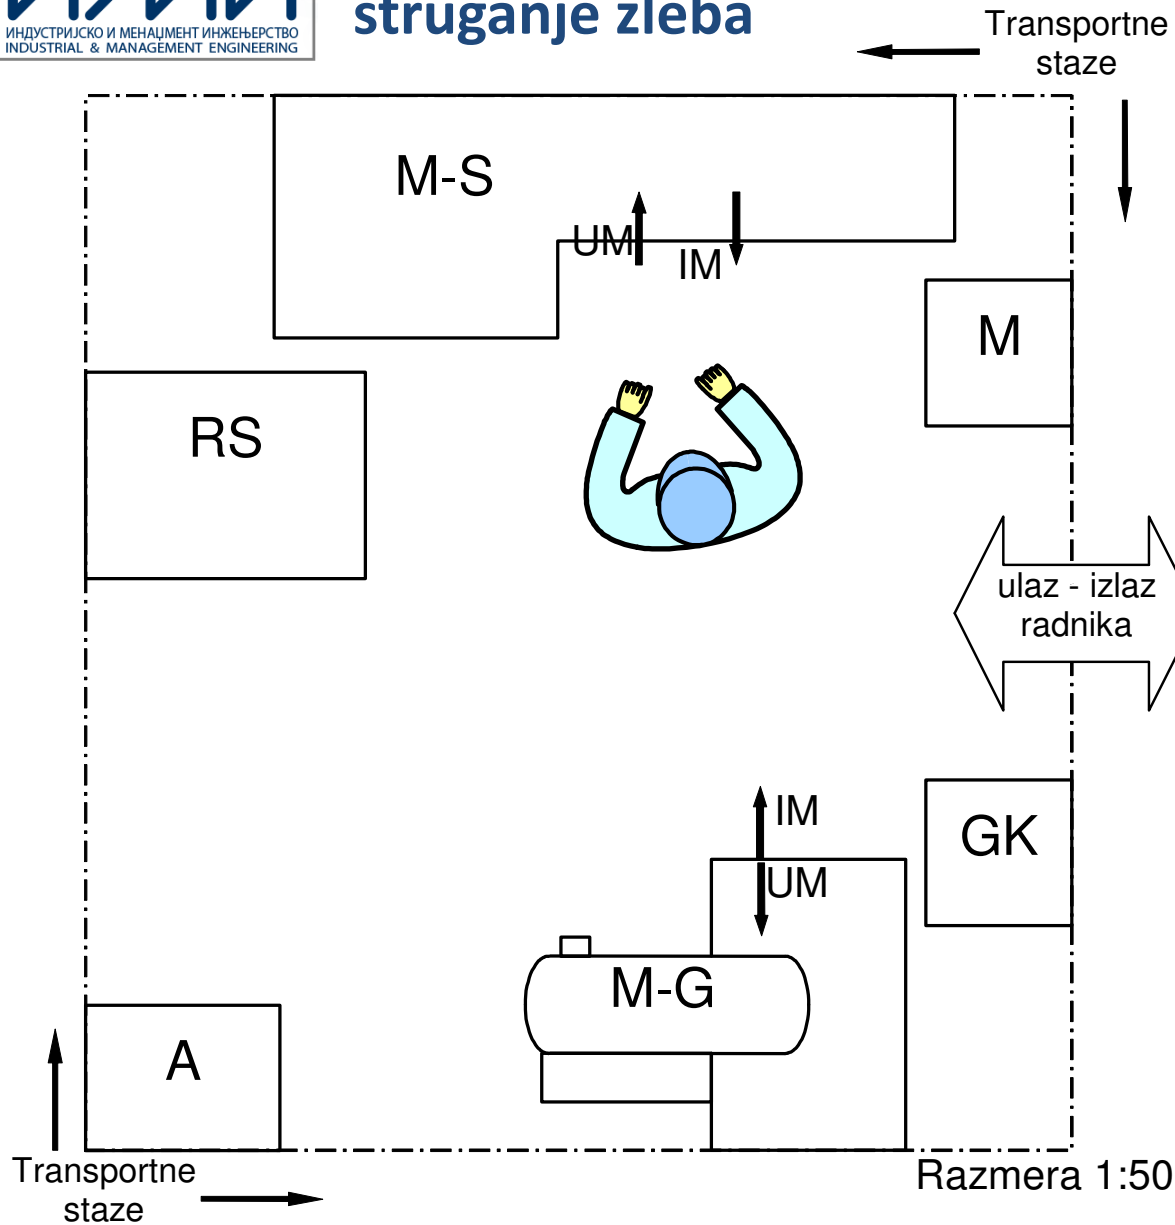 ИНДУСТРИЈСКО И МЕНАЏМЕНТ ИНЖЕЊЕРСТВО
INDUSTRIAL & MANAGEMENT ENGINEERING
struganje zleba
Transportne
staze
M-S
UM
IM
M
RS
ulaz - izlaz
radnika
IM
GK
UM
M-G
A
Transportne
staze
Razmera 1:50